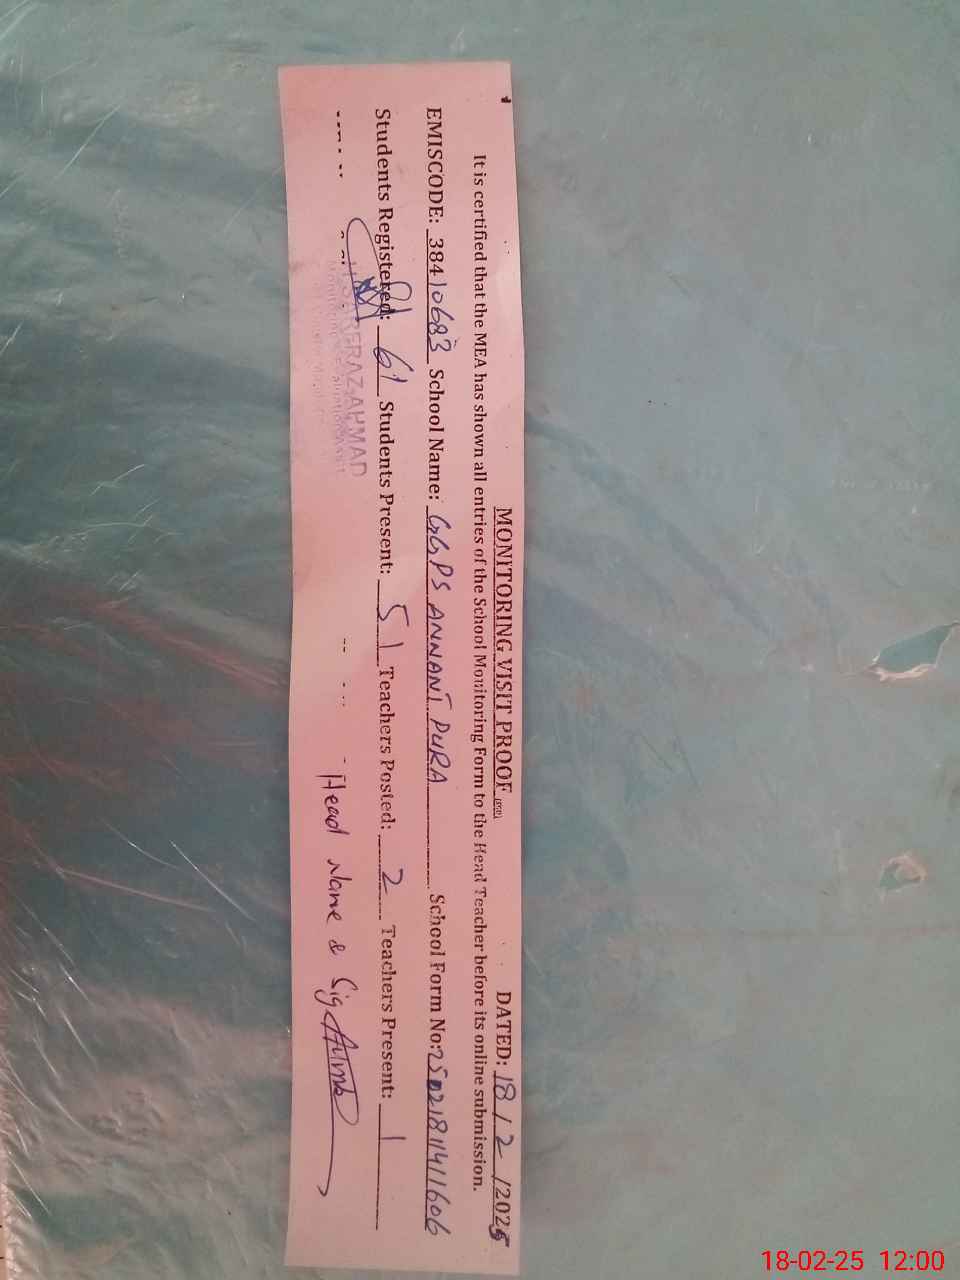 MONITORING VISIT PROOF
DATED: 18/2/2025
It is certified that the MEA has shown all entries of the School Monitoring Form to the Head Teacher before its online submission.
EMISCODE: 38410683 School Name: GGPS ANNANT PURA School Form No: 25021811411606
Students Registered: 61 Students Present: 51 Teachers Posted: 2 Teachers Present: 1
Head Name & Sig
AHMAD
18-02-25 12:00